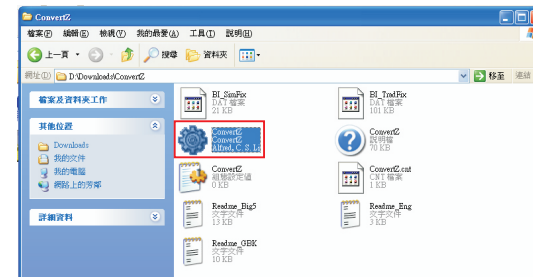 ConvertZ
檔案(F) 編輯(E) 檢視(V) 我的最愛(A) 工具(T) 說明(H)
上一頁 搜尋 資料夾
網址(D) D:\Downloads\ConvertZ 移至 連結
檔案及資料夾工作
其他位置
Downloads
我的文件
我的電腦
網路上的芳鄰
詳細資料
BI_SimFix
DAT 檔案
21 KB
BI_TradFix
DAT 檔案
101 KB
ConvertZ
ConvertZ
Alfred, C. S. Li
ConvertZ
說明檔
70 KB
ConvertZ
組態設定值
0 KB
ConvertZ.cnt
CNT 檔案
1 KB
Readme_Big5
文字文件
13 KB
Readme_Eng
文字文件
3 KB
Readme_GBK
文字文件
10 KB